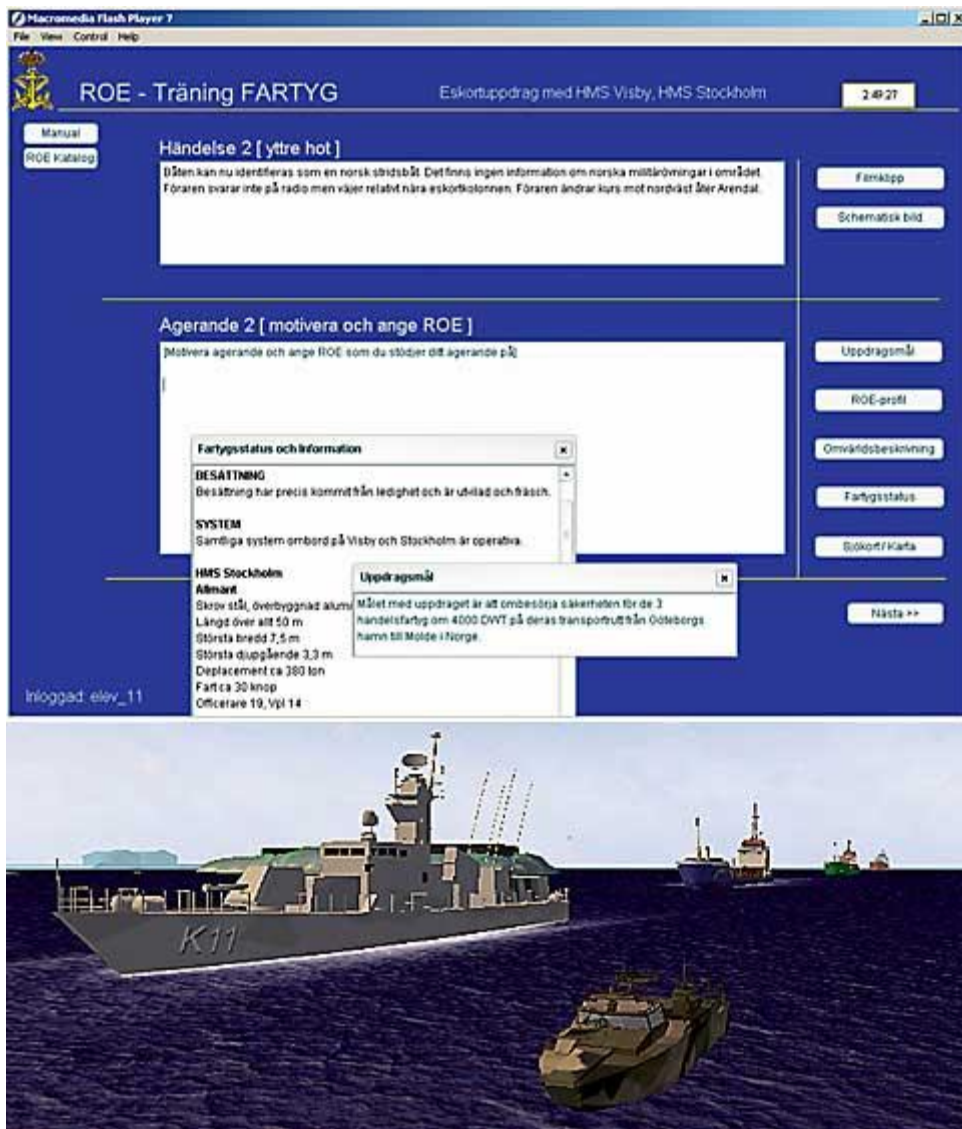 Macromedia Flash Player 7
File View Control Help
ROE - Träning FARTYG
Eskortuppdrag med HMS Visby, HMS Stockholm
2:49:27
Manual
ROE Katalog
Händelse 2 [ yttre hot ]
Båten kan nu identifieras som en norsk stridsbåt. Det finns ingen information om norska militärövningar i området.
Föraren svarar inte på radio men väjer relativt nära eskortkolonnen. Föraren ändrar kurs mot nordväst åter Arendal.
Filmklipp
Schematisk bild
Agerande 2 [ motivera och ange ROE ]
[Motivera agerande och ange ROE som du stödjer ditt agerande på]
Uppdragsmål
ROE-profil
Omvärldsbeskrivning
Fartygsstatus
Sjökort / Karta
Nästa >>
Fartygsstatus och Information
BESÄTTNING
Besättning har precis kommit från ledighet och är utvilad och fräsch.
SYSTEM
Samtliga system ombord på Visby och Stockholm är operativa.
HMS Stockholm
Allmänt
Skrov stål, överbyggnad alumi
Längd över allt 50 m
Största bredd 7,5 m
Största djupgående 3,3 m
Deplacement ca 380 ton
Fart ca 30 knop
Officerare 19, Vpl 14
Uppdragsmål
Målet med uppdraget är att ombesörja säkerheten för de 3
handelsfartyg om 4000 DWT på deras transportrutt från Göteborgs
hamn till Molde i Norge.
Inloggad: elev_11
K11